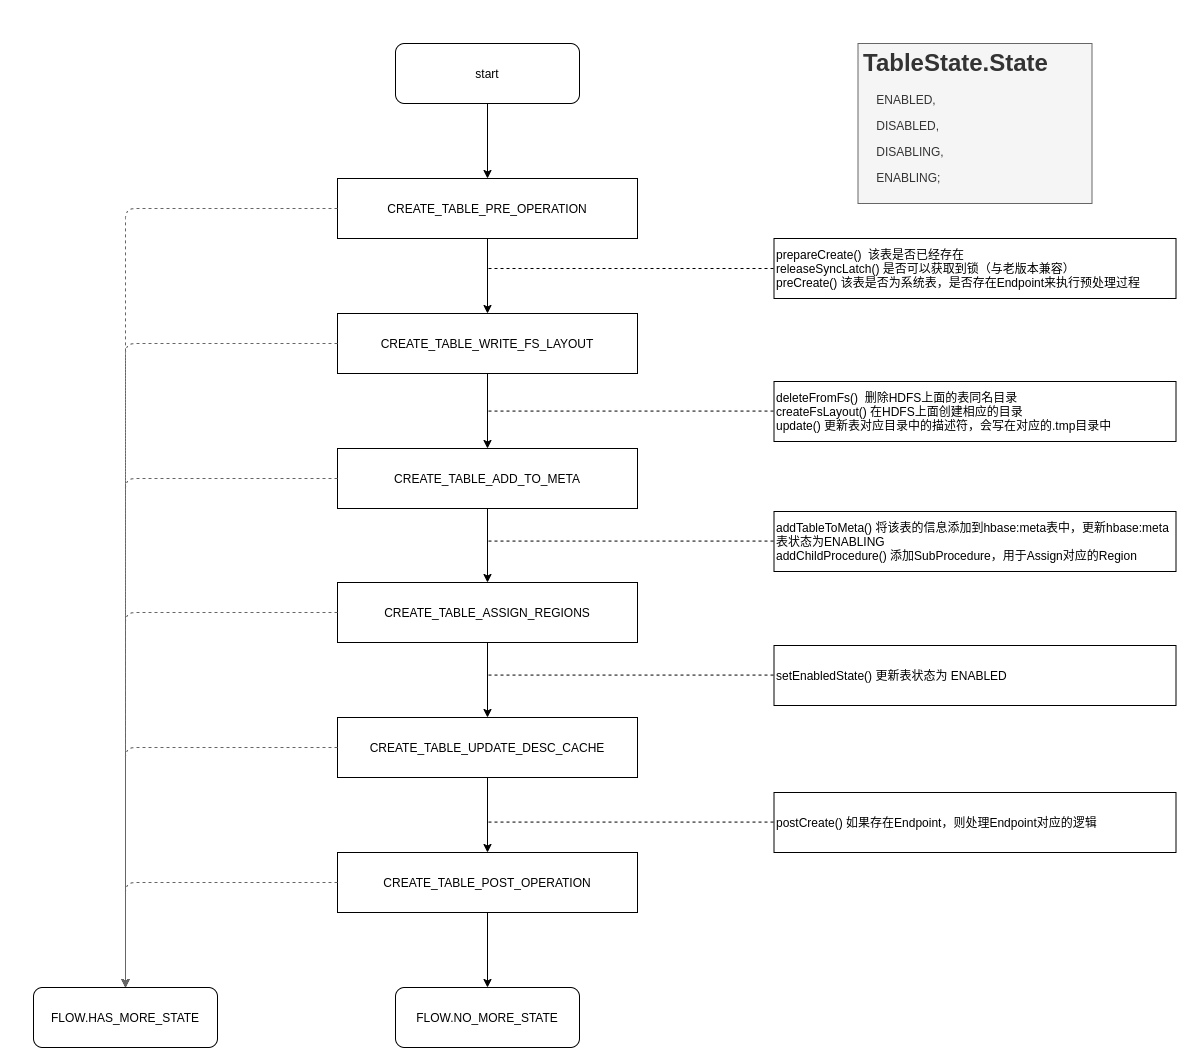 start
TableState.State
ENABLED,
DISABLED,
DISABLING,
ENABLING;
CREATE_TABLE_PRE_OPERATION
prepareCreate()  该表是否已经存在
releaseSyncLatch() 是否可以获取到锁（与老版本兼容）
preCreate() 该表是否为系统表，是否存在Endpoint来执行预处理过程
CREATE_TABLE_WRITE_FS_LAYOUT
deleteFromFs()  删除HDFS上面的表同名目录
createFsLayout() 在HDFS上面创建相应的目录
update() 更新表对应目录中的描述符，会写在对应的.tmp目录中
CREATE_TABLE_ADD_TO_META
addTableToMeta() 将该表的信息添加到hbase:meta表中，更新hbase:meta
表状态为ENABLING
addChildProcedure() 添加SubProcedure，用于Assign对应的Region
CREATE_TABLE_ASSIGN_REGIONS
setEnabledState() 更新表状态为 ENABLED
CREATE_TABLE_UPDATE_DESC_CACHE
postCreate() 如果存在Endpoint，则处理Endpoint对应的逻辑
CREATE_TABLE_POST_OPERATION
FLOW.HAS_MORE_STATE
FLOW.NO_MORE_STATE